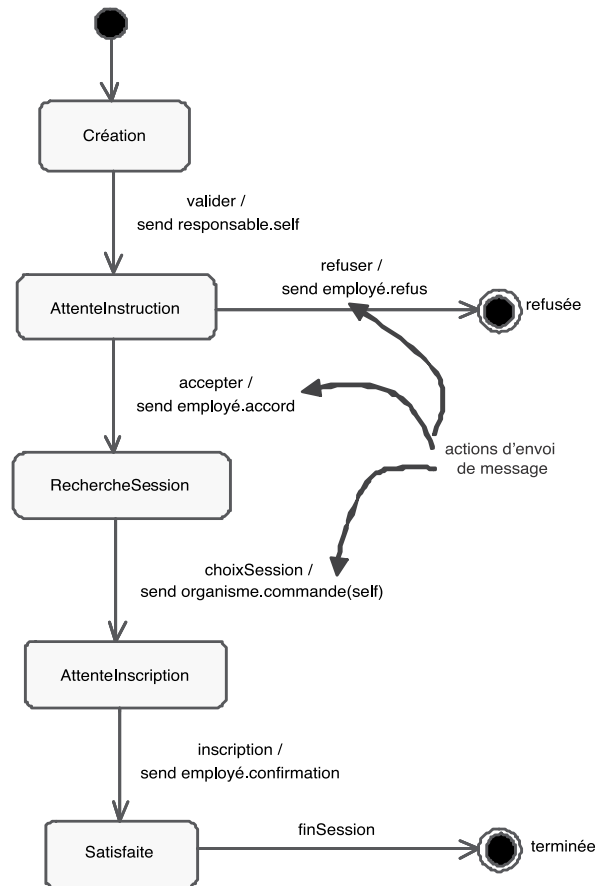 Création
valider /
send responsable.self
AttenteInstruction
refuser /
send employé.refus
refusée
accepter /
send employé.accord
actions d'envoi
de message
RechercheSession
choixSession /
send organisme.commande(self)
AttenteInscription
inscription /
send employé.confirmation
Satisfaite
finSession
terminée